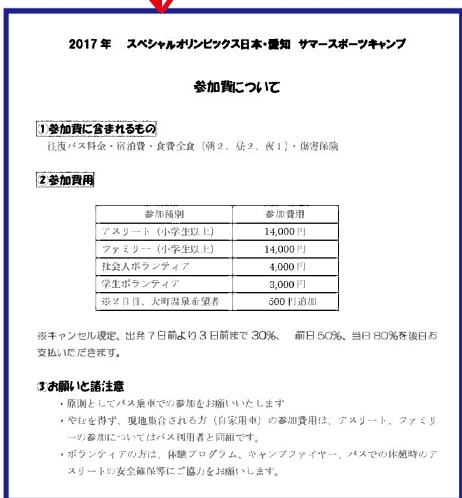 2017年　スペシャルオリンピックス日本・愛知 サマースポーツキャンプ
参加費について
①参加費に含まれるもの
往復バス料金・宿泊費・食費全食（朝２、昼２、夜１）・傷害保険
②参加費用
参加種別　参加費用
アスリート（小学生以上）　14,000円
ファミリー（小学生以上）　14,000円
社会人ボランティア　4,000円
学生ボランティア　3,000円
※２日目、大町温泉希望者　500円追加
※キャンセル規定、出発７日前より３日前まで30％、　前日50％、当日80％を後日お
支払いただきます。
③お願いと諸注意
・原則としてバス乗車での参加をお願いいたします
・やむを得ず、現地集合される方（自家用車）の参加費用は、アスリート、ファミリ
ーの参加についてはバス利用者と同額です。
・ボランティアの方は、体験プログラム、キャンプファイヤー、バスでの休憩時のア
スリートの安全確保等にご協力をお願いします。